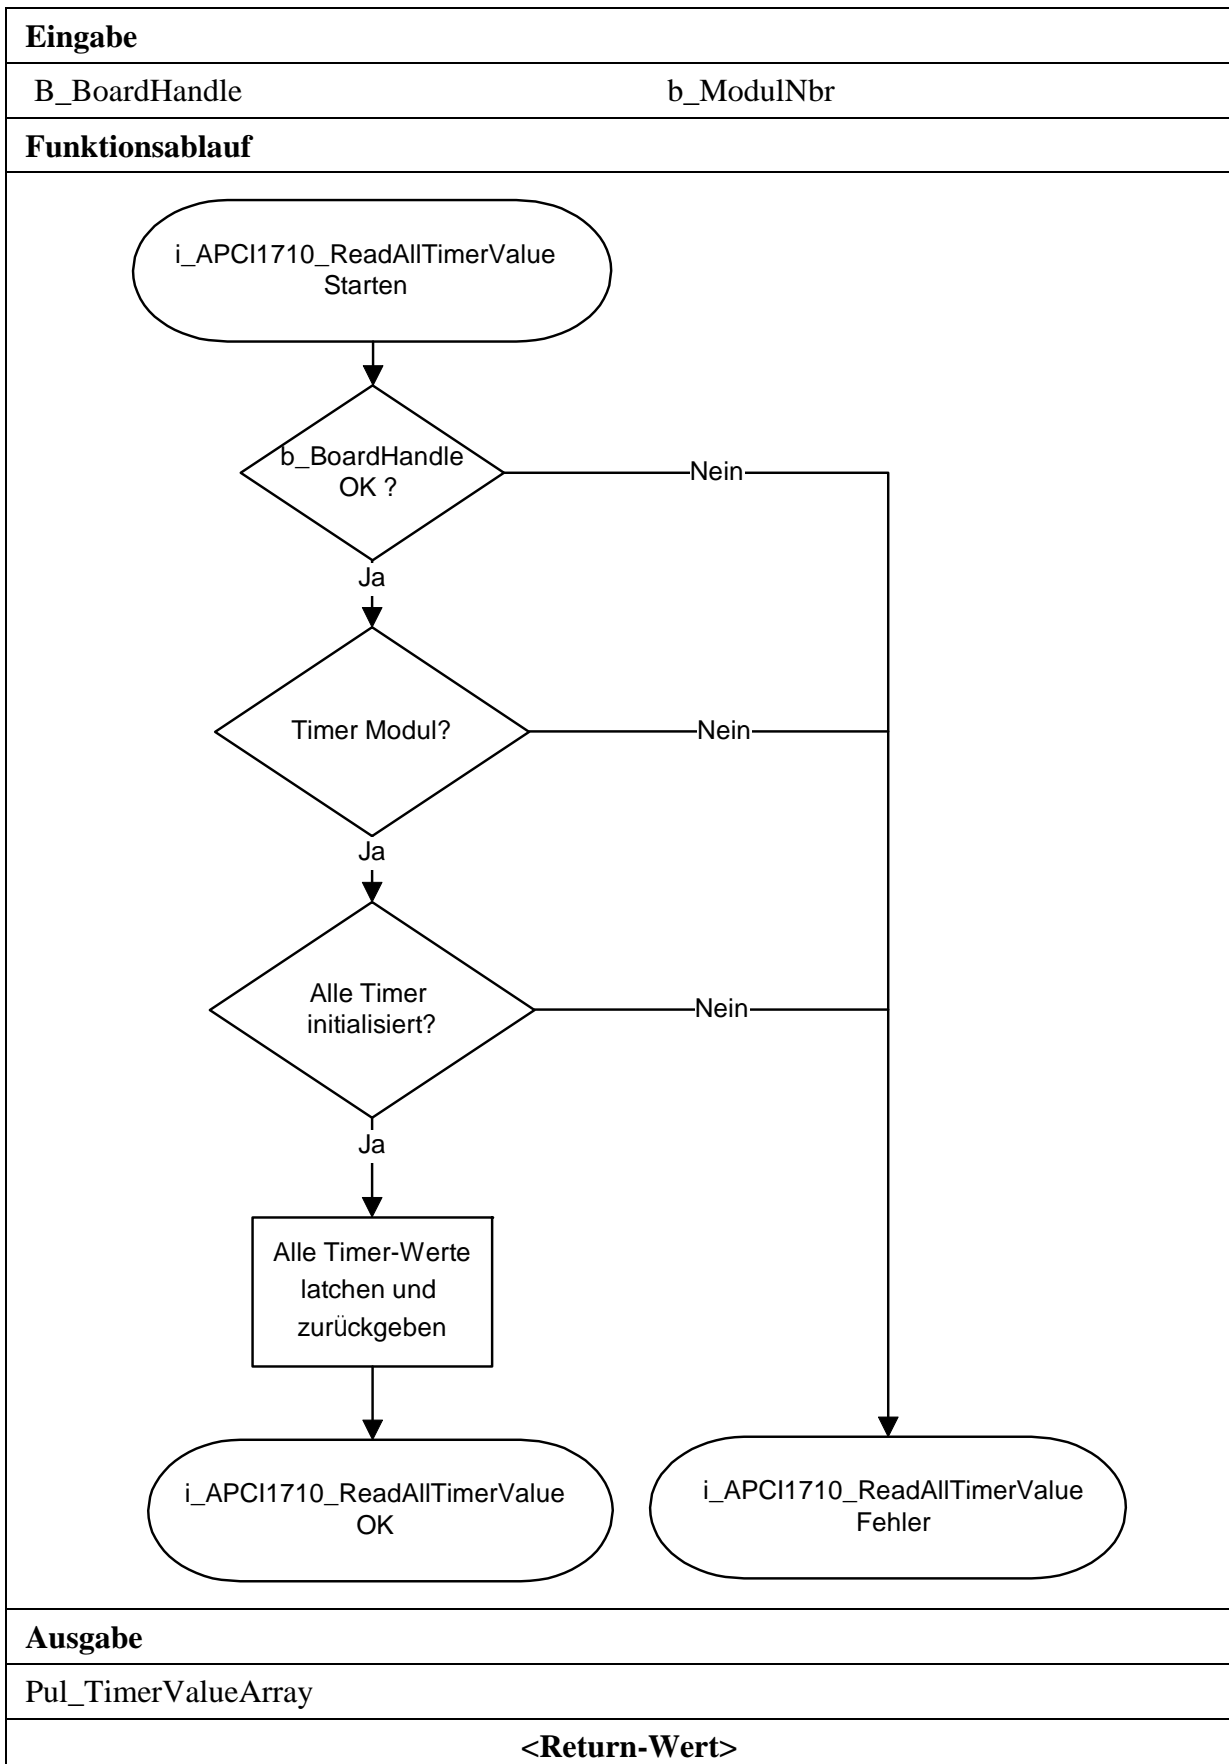 Eingabe
B_BoardHandle b_ModulNbr
Funktionsablauf
i_APCI1710_ReadAllTimerValue
Starten
b_BoardHandle
OK ?
Nein
Ja
Timer Modul?
Nein
Ja
Alle Timer
initialisiert?
Nein
Ja
Alle Timer-Werte
latchen und
zurückgeben
i_APCI1710_ReadAllTimerValue
OK
i_APCI1710_ReadAllTimerValue
Fehler
Ausgabe
Pul_TimerValueArray
<Return-Wert>